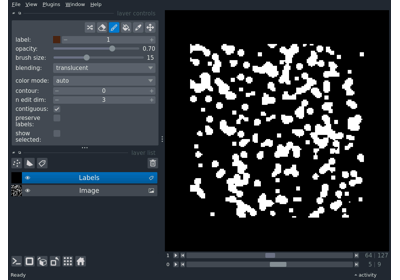 File View Plugins Window Help
layer controls
label: 1
opacity: 0.70
brush size: 15
blending: translucent
color mode: auto
contour: 0
n edit dim: 3
contiguous:
preserve
labels:
show
selected:
layer list
Labels
Image
1 64 127
0 5 9
Ready activity